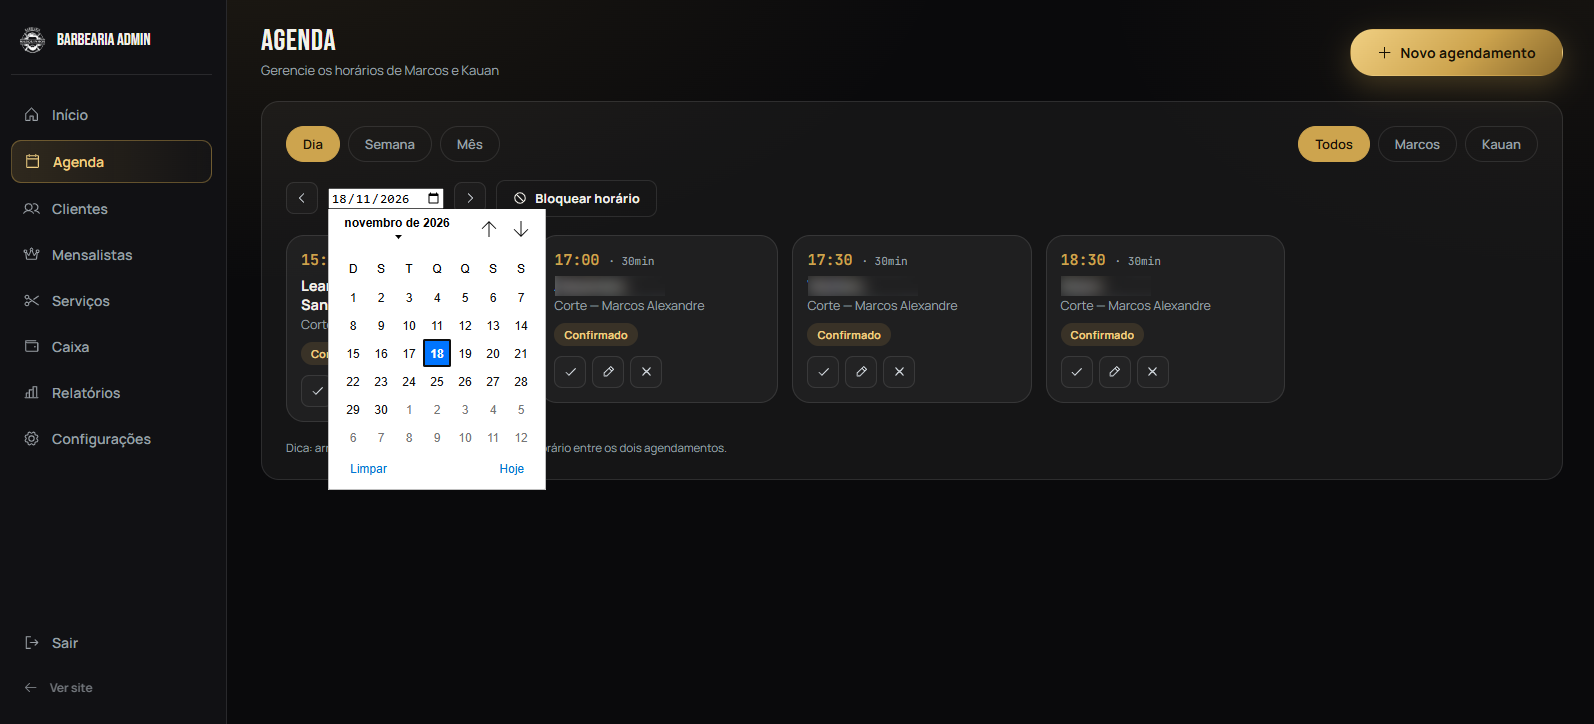 BARBEARIA ADMIN
Início
Agenda
Clientes
Mensalistas
Serviços
Caixa
Relatórios
Configurações
Sair
Ver site
AGENDA
Gerencie os horários de Marcos e Kauan
+ Novo agendamento
Dia Semana Mês
Todos Marcos Kauan
18/11/2026
Bloquear horário
novembro de 2026
D S T Q Q S S
1 2 3 4 5 6 7
8 9 10 11 12 13 14
15 16 17 18 19 20 21
22 23 24 25 26 27 28
29 30 1 2 3 4 5
6 7 8 9 10 11 12
Limpar Hoje
15:
Lea
San
Corte
Co
17:00 · 30min
Corte — Marcos Alexandre
Confirmado
17:30 · 30min
Corte — Marcos Alexandre
Confirmado
18:30 · 30min
Corte — Marcos Alexandre
Confirmado
Dica: arr
orário entre os dois agendamentos.